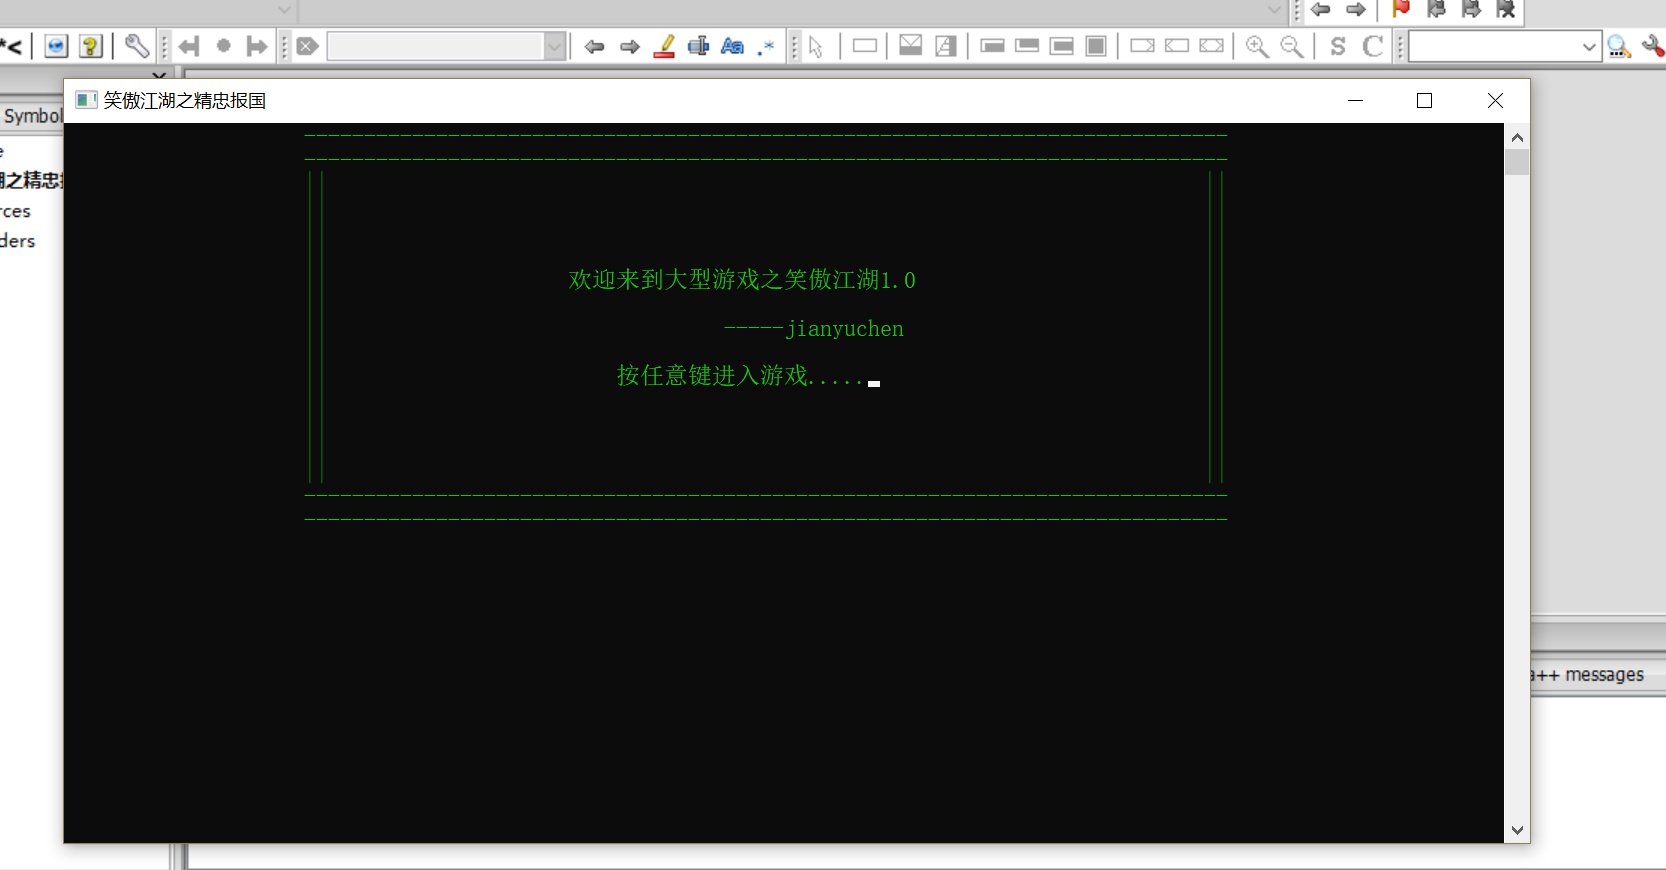 Symbol
笑傲江湖之精忠报国
之精忠
rces
ders
欢迎来到大型游戏之笑傲江湖1.0
-----jianyuchen
按任意键进入游戏.....
++ messages